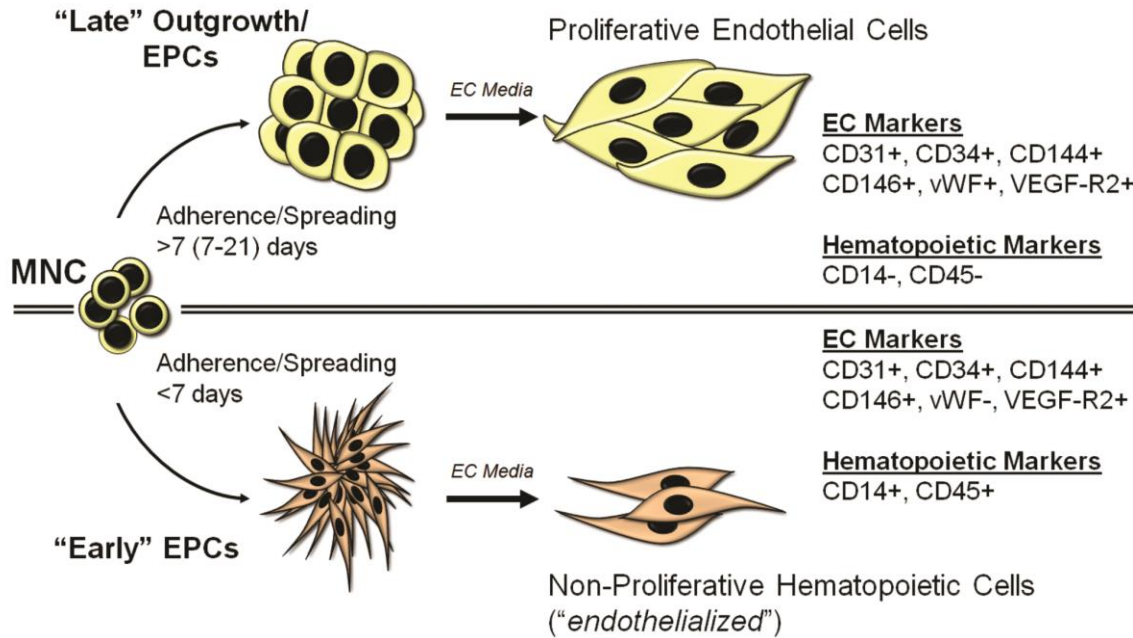 “Late” Outgrowth/
EPCs
Proliferative Endothelial Cells
EC Media
EC Markers
CD31+, CD34+, CD144+
CD146+, vWF+, VEGF-R2+
Adherence/Spreading
>7 (7-21) days
Hematopoietic Markers
CD14-, CD45-
MNC
Adherence/Spreading
<7 days
EC Markers
CD31+, CD34+, CD144+
CD146+, vWF-, VEGF-R2+
EC Media
Hematopoietic Markers
CD14+, CD45+
“Early” EPCs
Non-Proliferative Hematopoietic Cells
(“endothelialized”)